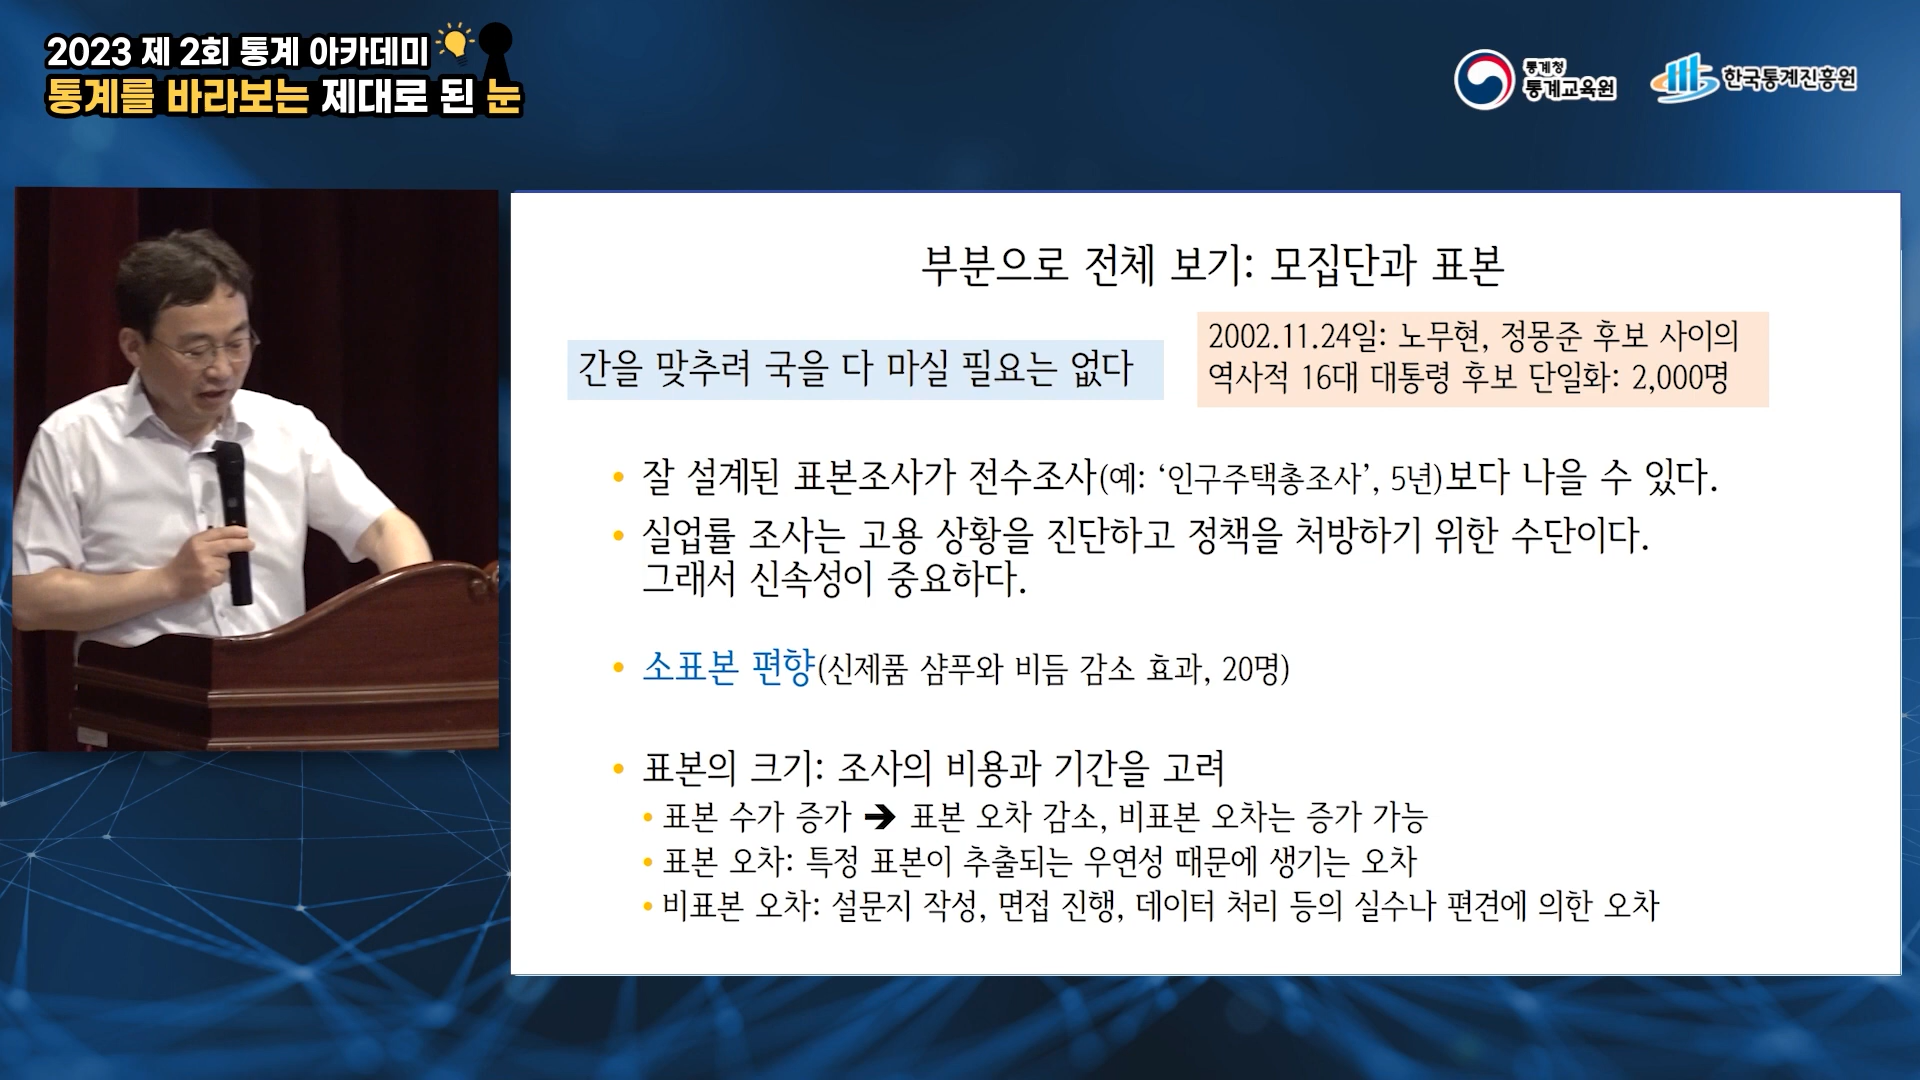 2023 제 2회 통계 아카데미
통계를 바라보는 제대로 된 눈
통계청
통계교육원
한국통계진흥원
부분으로 전체 보기: 모집단과 표본
간을 맞추려 국을 다 마실 필요는 없다
2002.11.24일: 노무현, 정몽준 후보 사이의
역사적 16대 대통령 후보 단일화: 2,000명
• 잘 설계된 표본조사가 전수조사(예: ‘인구주택총조사’, 5년)보다 나을 수 있다.
• 실업률 조사는 고용 상황을 진단하고 정책을 처방하기 위한 수단이다.
그래서 신속성이 중요하다.
• 소표본 편향(신제품 샴푸와 비듬 감소 효과, 20명)
• 표본의 크기: 조사의 비용과 기간을 고려
• 표본 수가 증가 ➔ 표본 오차 감소, 비표본 오차는 증가 가능
• 표본 오차: 특정 표본이 추출되는 우연성 때문에 생기는 오차
• 비표본 오차: 설문지 작성, 면접 진행, 데이터 처리 등의 실수나 편견에 의한 오차